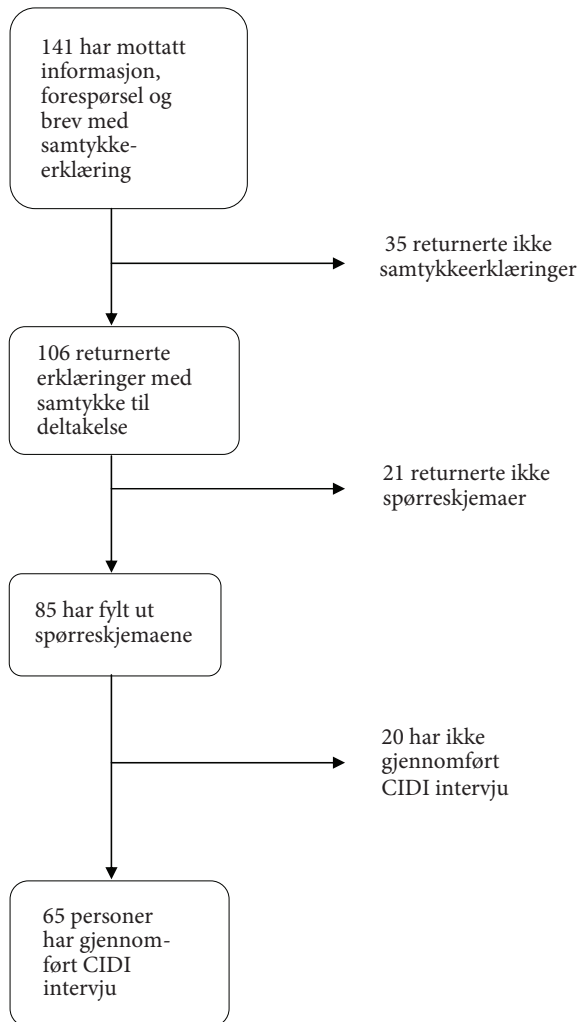 141 har mottatt
informasjon,
forespørsel og
brev med
samtykke-
erklæring
35 returnerte ikke
samtykkeerklæringer
106 returnerte
erklæringer med
samtykke til
deltakelse
21 returnerte ikke
spørreskjemaer
85 har fylt ut
spørreskjemaene
20 har ikke
gjennomført
CIDI intervju
65 personer
har gjennom-
ført CIDI
intervju